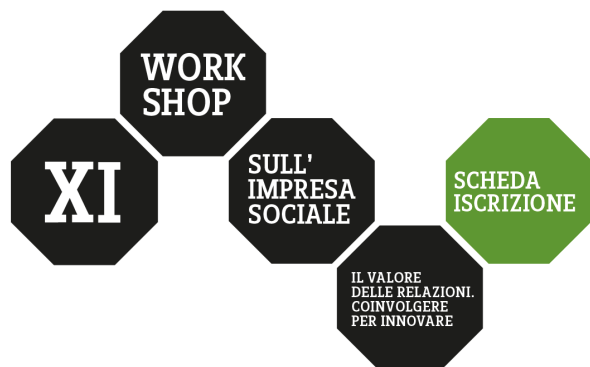 XI
WORK
SHOP
SULL'
IMPRESA
SOCIALE
IL VALORE
DELLE RELAZIONI.
COINVOLGERE
PER INNOVARE
SCHEDA
ISCRIZIONE